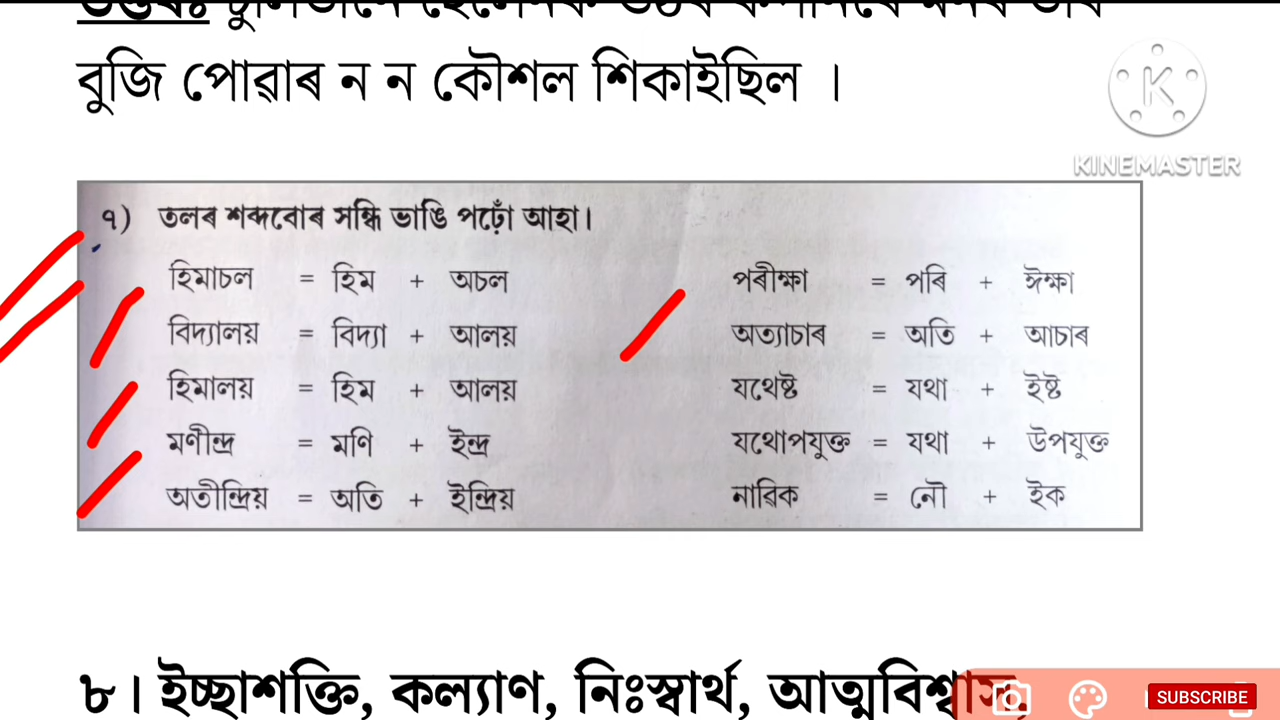 বুজি পোৱাৰ ন ন কৌশল শিকাইছিল ।
KINEMASTER
৭) তলৰ শব্দবোৰ সন্ধি ভাঙি পঢ়োঁ আহা।
হিমাচল = হিম + অচল
বিদ্যালয় = বিদ্যা + আলয়
হিমালয় = হিম + আলয়
মণীন্দ্ৰ = মণি + ইন্দ্ৰ
অতীন্দ্ৰিয় = অতি + ইন্দ্ৰিয়
পৰীক্ষা = পৰি + ঈক্ষা
অত্যাচাৰ = অতি + আচাৰ
যথেষ্ট = যথা + ইষ্ট
যথোপযুক্ত = যথা + উপযুক্ত
নাৱিক = নৌ + ইক
৮। ইচ্ছাশক্তি, কল্যাণ, নিঃস্বাৰ্থ, আত্মবিশ্বাস,
SUBSCRIBE